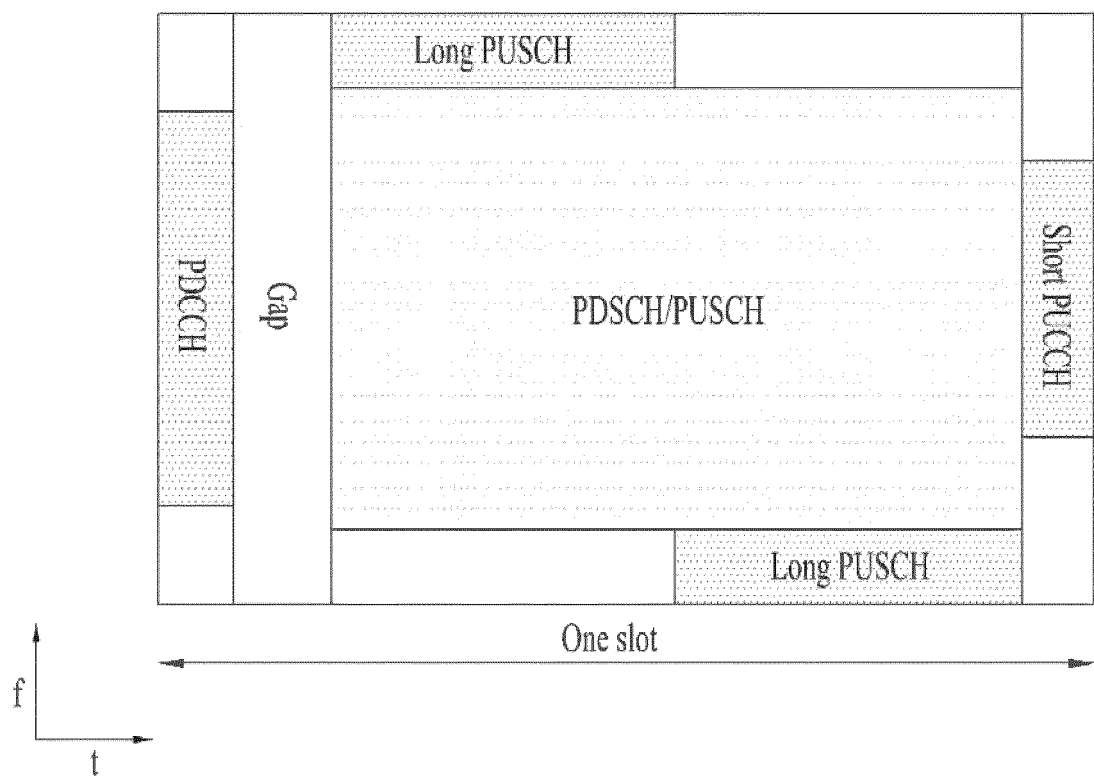 Long PUSCH
PDCCH
Gap
PDSCH/PUSCH
Short PUCCH
Long PUSCH
One slot
f
t